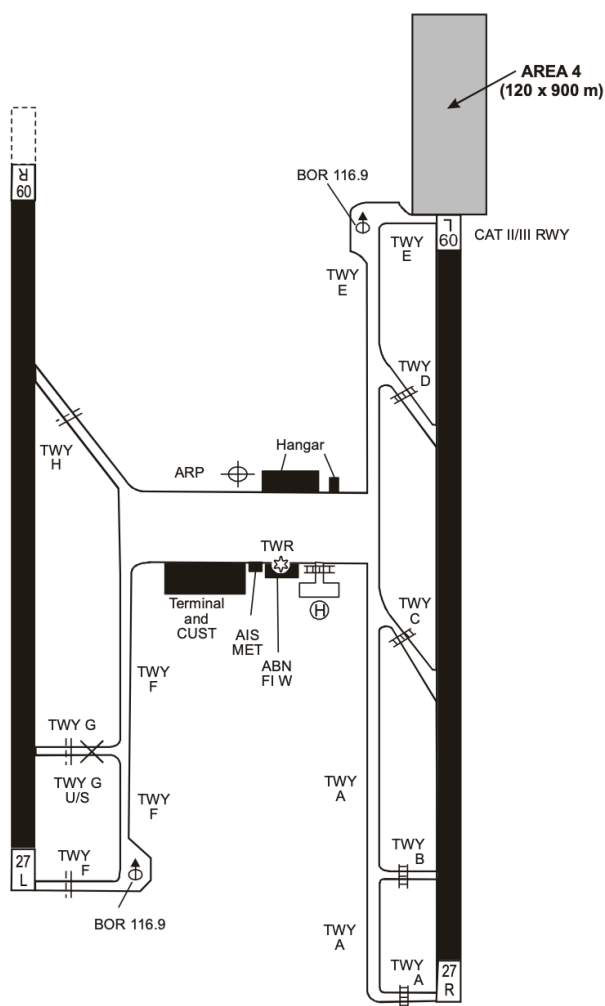 AREA 4
(120 x 900 m)
BOR 116.9
09
R
09
L
CAT II/III RWY
TWY
E
TWY
E
TWY
D
TWY
H
ARP
Hangar
TWR
Terminal
and
CUST
AIS
MET
ABN
FI W
H
TWY
C
TWY
F
TWY G
TWY G
U/S
TWY
A
TWY
F
27
L
TWY
F
TWY
B
BOR 116.9
TWY
A
TWY
A
27
R